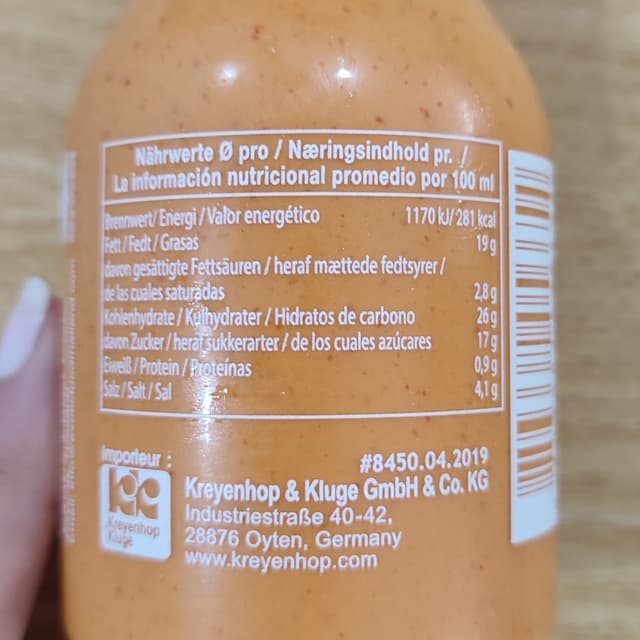 Nährwerte Ø pro / Næringsindhold pr. /
La información nutricional promedio por 100 ml
Brennwert/Energi/Valor energético 1170 kJ/281 kcal
Fett/Fedt/Grasas 19 g
davon gesättigte Fettsäuren/heraf mættede fedtsyrer/
de las cuales saturadas 2,8 g
Kohlenhydrate/Kulhydrater/Hidratos de carbono 26 g
davon Zucker/heraf sukkerarter/de los cuales azúcares 17 g
Eiweiß/Protein/Proteínas 0,9 g
Salz/Salt/Sal 4,1 g
importeur :
#8450.04.2019
Kreyenhop & Kluge GmbH & Co. KG
Industriestraße 40-42,
28876 Oyten, Germany
www.kreyenhop.com
Kreyenhop
Kluge